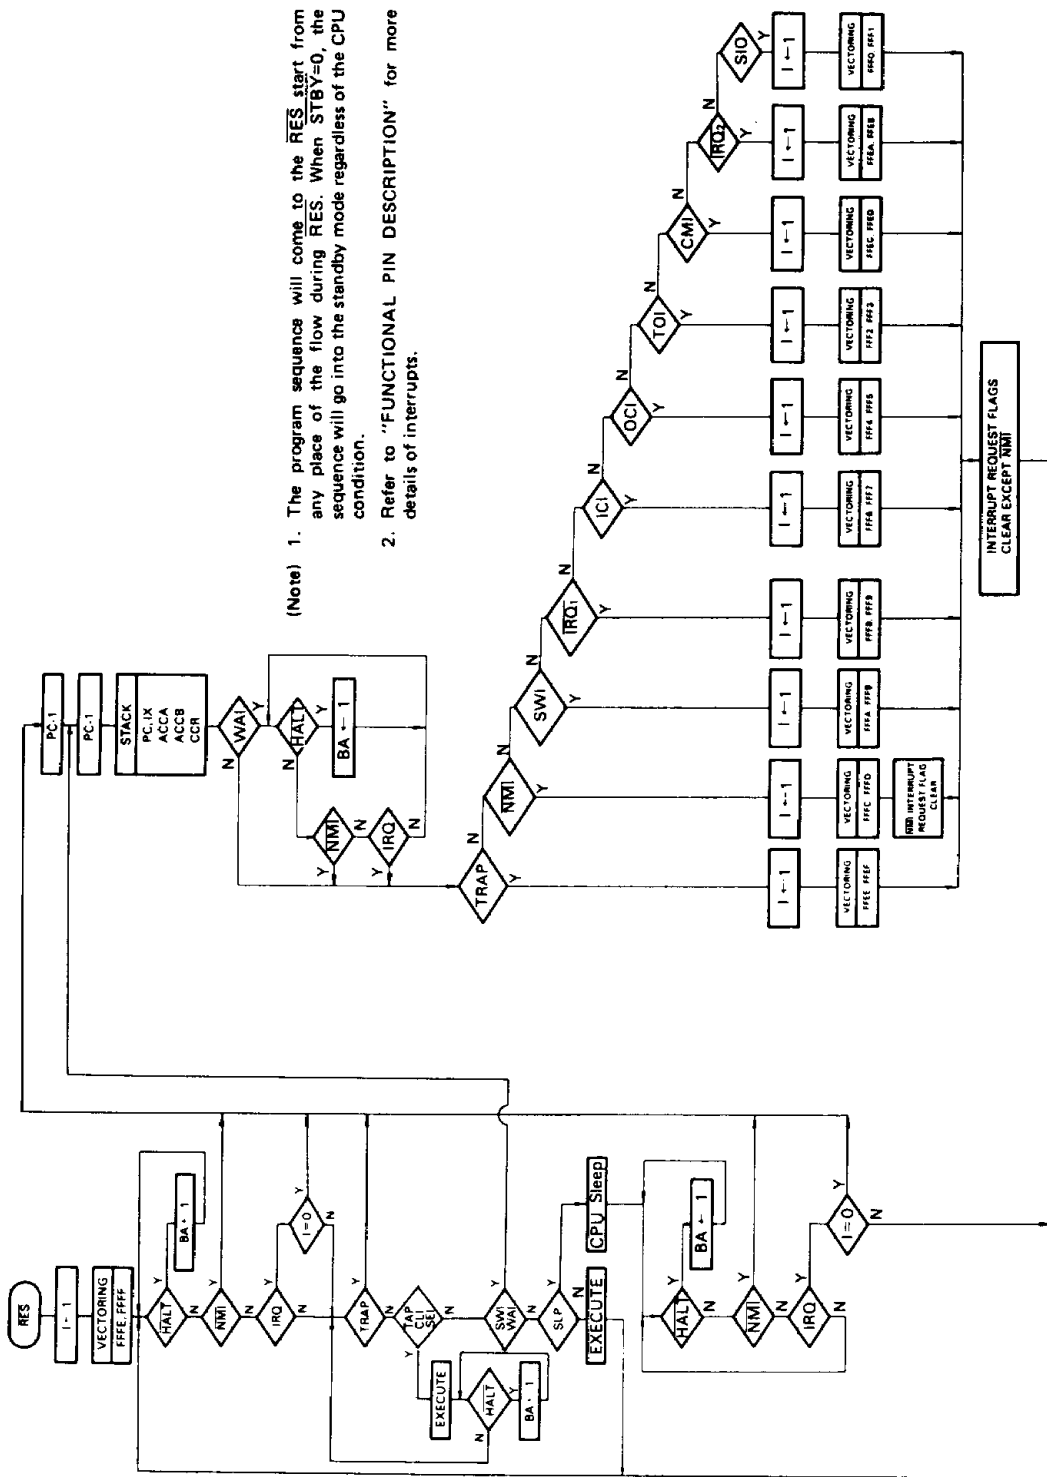 RES
I ← 1
VECTORING
FFFE, FFFF
HALT
Y
N
BA ← 1
NMI
Y
N
IRQ
Y
N
I=0
Y
N
TRAP
Y
N
TAP
CLI
SEI
Y
N
EXECUTE
HALT
N
Y
BA ← 1
SWI
WAI
Y
N
SLP
Y
N
EXECUTE
CPU Sleep
HALT
Y
N
BA ← 1
NMI
Y
N
IRQ
Y
N
I=0
Y
N
PC-1
PC-1
STACK
PC, IX
ACCA
ACCB
CCR
WAI
N
Y
HALT
N
Y
BA ← 1
NMI
Y
N
IRQ
Y
N
TRAP
N
Y
NMI
N
Y
SWI
N
Y
IRQ1
N
Y
ICI
N
Y
OCI
N
Y
TOI
N
Y
CMI
N
Y
IRQ2
N
Y
SIO
Y
I ← 1
I ← 1
I ← 1
I ← 1
I ← 1
I ← 1
I ← 1
I ← 1
I ← 1
I ← 1
VECTORING
FFEE FFEF
VECTORING
FFFC FFFD
VECTORING
FFFA FFFB
VECTORING
FFF8 FFF9
VECTORING
FFF6 FFF7
VECTORING
FFF4 FFF5
VECTORING
FFF2 FFF3
VECTORING
FFEC FFED
VECTORING
FFEA FFEB
VECTORING
FFF0 FFF1
NMI INTERRUPT
REQUEST FLAG
CLEAR
INTERRUPT REQUEST FLAGS
CLEAR EXCEPT NMI
(Note) 1. The program sequence will come to the RES start from
any place of the flow during RES. When STBY=0, the
sequence will go into the standby mode regardless of the CPU
condition.
2. Refer to "FUNCTIONAL PIN DESCRIPTION" for more
details of interrupts.